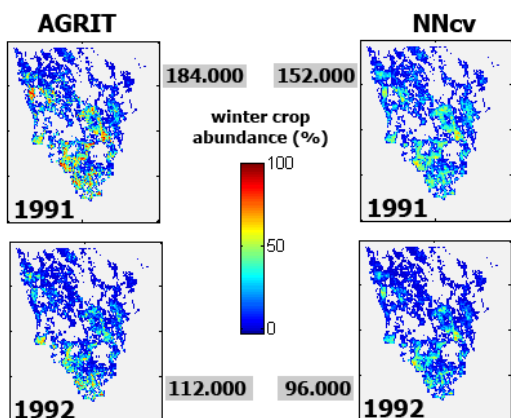 AGRIT
NNcv
184.000
152.000
winter crop
abundance (%)
100
50
0
1991
1991
112.000
96.000
1992
1992